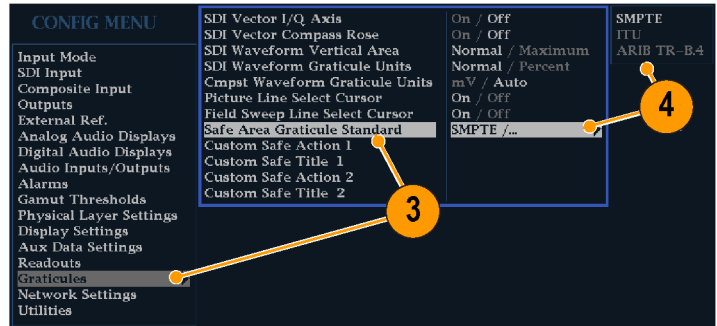 CONFIG MENU
Input Mode
SDI Input
Composite Input
Outputs
External Ref.
Analog Audio Displays
Digital Audio Displays
Audio Inputs/Outputs
Alarms
Gamut Thresholds
Physical Layer Settings
Display Settings
Aux Data Settings
Readouts
Graticules
Network Settings
Utilities
SDI Vector I/Q Axis On / Off
SDI Vector Compass Rose On / Off
SDI Waveform Vertical Area Normal / Maximum
SDI Waveform Graticule Units Normal / Percent
Cmpst Waveform Graticule Units mV / Auto
Picture Line Select Cursor On / Off
Field Sweep Line Select Cursor On / Off
Safe Area Graticule Standard SMPTE /...
Custom Safe Action 1
Custom Safe Title 1
Custom Safe Action 2
Custom Safe Title 2
SMPTE
ITU
ARIB TR-B.4
3
4